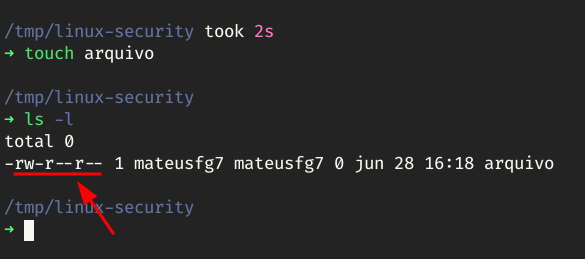 /tmp/linux-security took 2s
➜ touch arquivo
/tmp/linux-security
➜ ls -l
total 0
-rw-r--r-- 1 mateusfg7 mateusfg7 0 jun 28 16:18 arquivo
/tmp/linux-security
➜